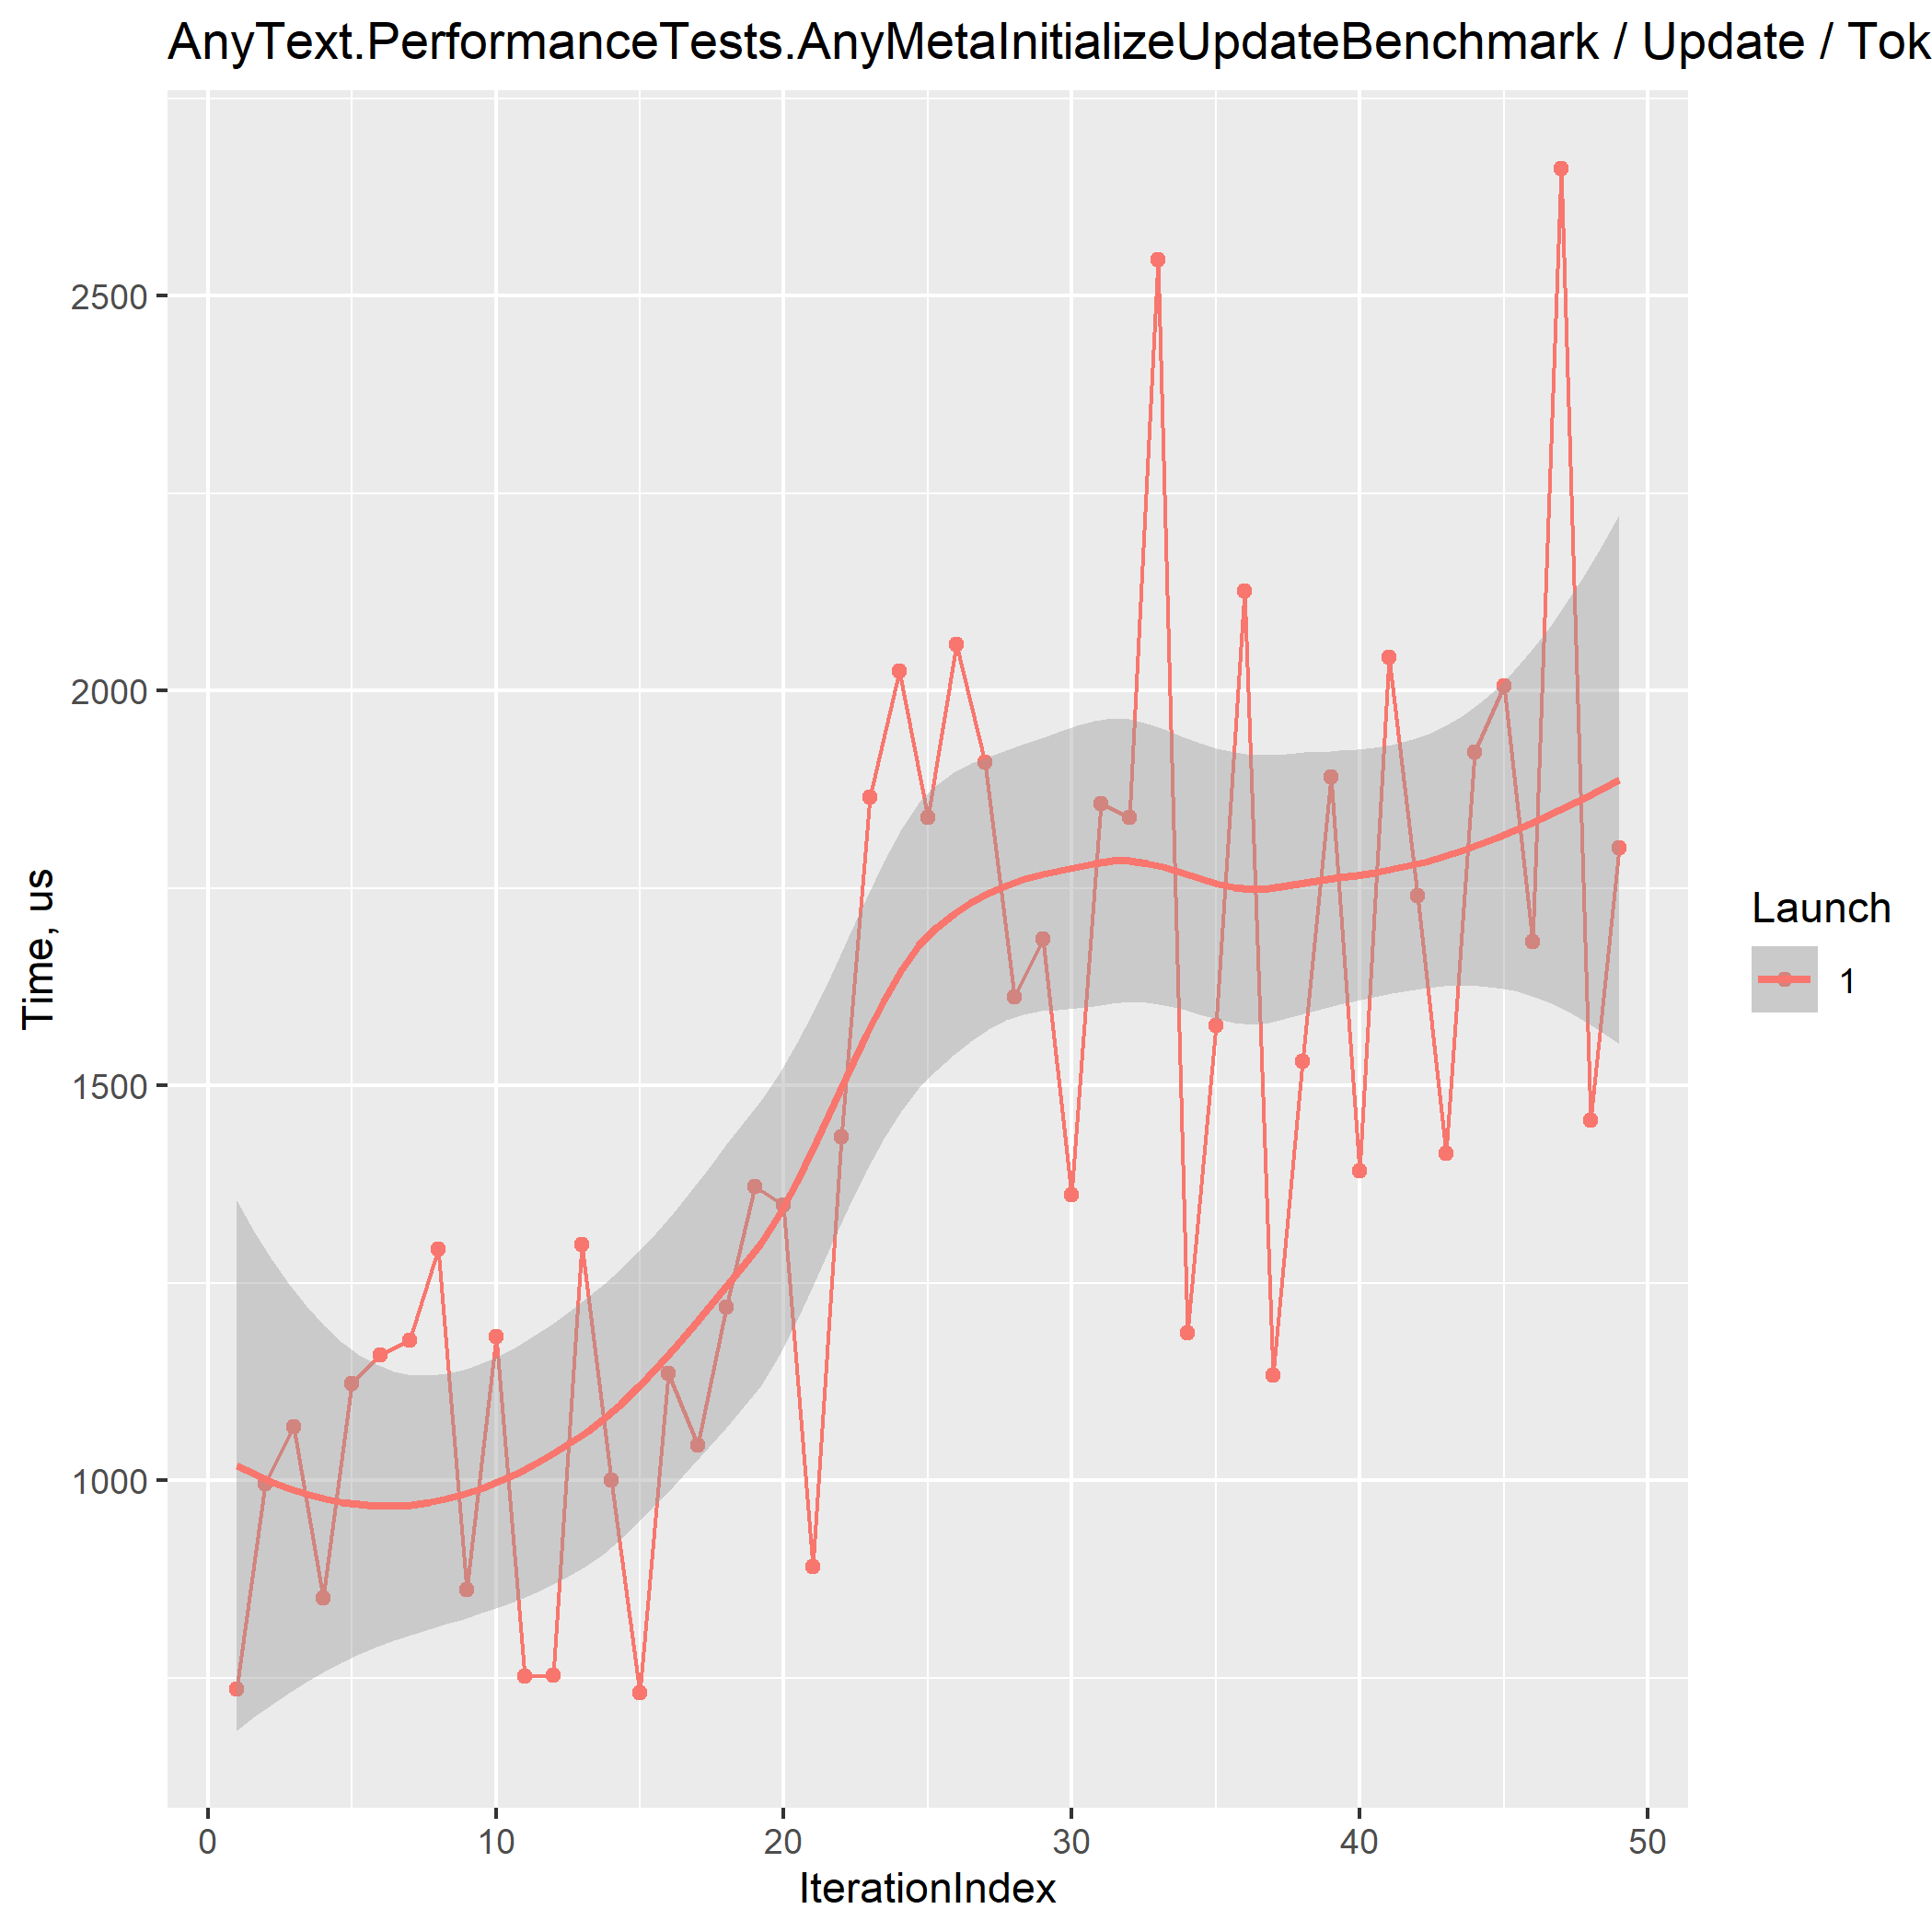 AnyText.PerformanceTests.AnyMetaInitializeUpdateBenchmark / Update / Tok
2500
2000
1500
1000
Time, us
0 10 20 30 40 50
IterationIndex
Launch
1